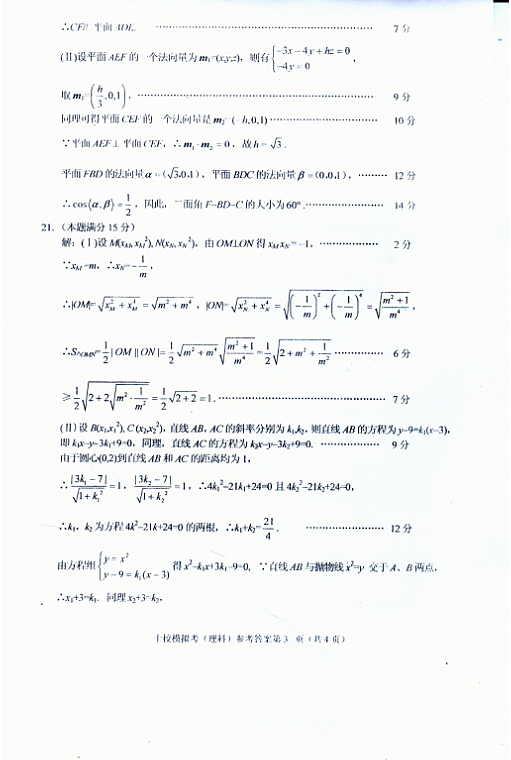 ∴CF∥平面ADE. ………… 7分
(Ⅱ)设平面AEF的一个法向量为m₁=(x,y,z), 则有{-3x-4y+hz=0, -4y=0,
取m₁=(h/3,0,1), ………… 9分
同理可得平面CEF的一个法向量是m₂=(-h,0,1) ………… 10分
∵平面AEF⊥平面CEF, ∴m₁·m₂=0, 故h=√3.
平面FBD的法向量α=(√3,0,1), 平面BDC的法向量β=(0,0,1), ……… 12分
∴cos⟨α,β⟩=1/2, 因此, 二面角F-BD-C的大小为60°. ………… 14分
21.(本题满分15分)
解:(Ⅰ)设M(x_M,x_M²), N(x_N,x_N²), 由OM⊥ON得x_M x_N=-1, ………… 2分
∵x_M=m, ∴x_N=-1/m,
∴|OM|=√(x_M²+x_M⁴)=√(m²+m⁴), |ON|=√(x_N²+x_N⁴)=√((-1/m)²+(-1/m)⁴)=√((m²+1)/m⁴),
∴S△OMN=1/2|OM||ON|=1/2√(m²+m⁴)√((m²+1)/m⁴)=1/2√(2+m²+1/m²) ………… 6分
≥1/2√(2+2√(m²·1/m²))=1/2√(2+2)=1. ………… 7分
(Ⅱ)设B(x₁,x₁²), C(x₂,x₂²), 直线AB、AC的斜率分别为k₁,k₂, 则直线AB的方程为y-9=k₁(x-3),
即k₁x-y-3k₁+9=0, 同理, 直线AC的方程为k₂x-y-3k₂+9=0. ………… 9分
由于圆心(0,2)到直线AB和AC的距离均为1,
∴|3k₁-7|/√(1+k₁²)=1, |3k₂-7|/√(1+k₂²)=1, ∴4k₁²-21k₁+24=0且4k₂²-21k₂+24=0,
∴k₁, k₂为方程4k²-21k+24=0的两根, ∴k₁+k₂=21/4. ………… 12分
由方程组{y=x², y-9=k₁(x-3) 得x²-k₁x+3k₁-9=0, ∵直线AB与抛物线x²=y交于A、B两点,
∴x₁+3=k₁. 同理x₂+3=k₂,
十校模拟考(理科)参考答案第3页(共4页)